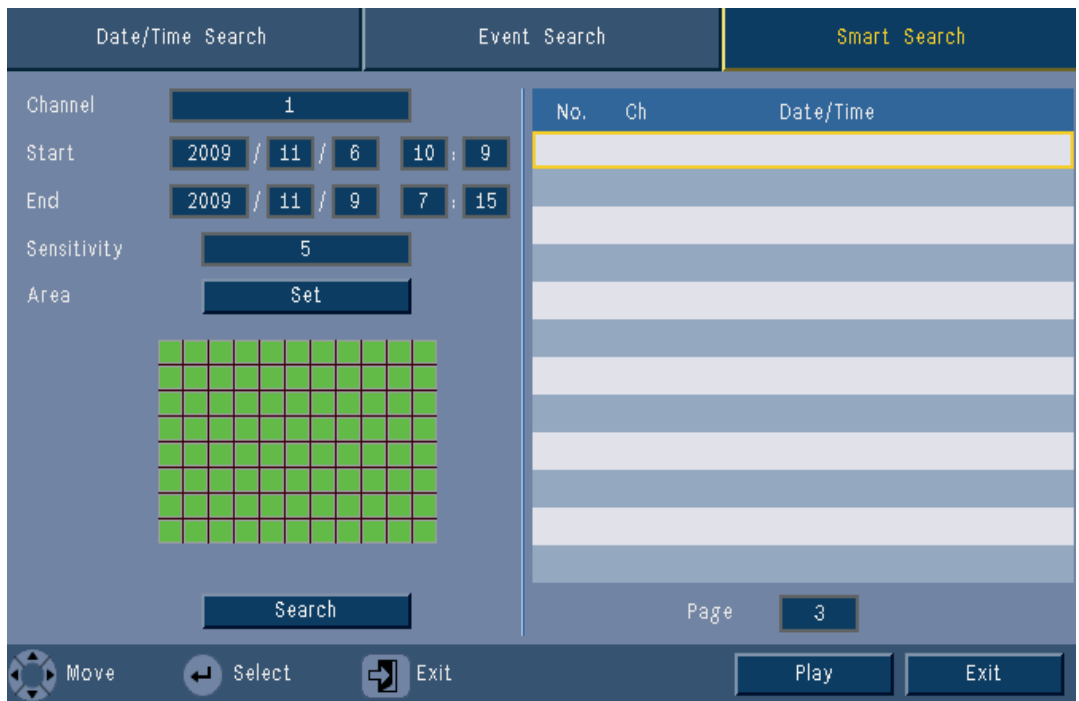 Date/Time Search
Event Search
Smart Search
Channel 1
Start 2009 / 11 / 6 10 : 9
End 2009 / 11 / 9 7 : 15
Sensitivity 5
Area Set
Search
No. Ch Date/Time
Page 3
Move Select Exit
Play Exit